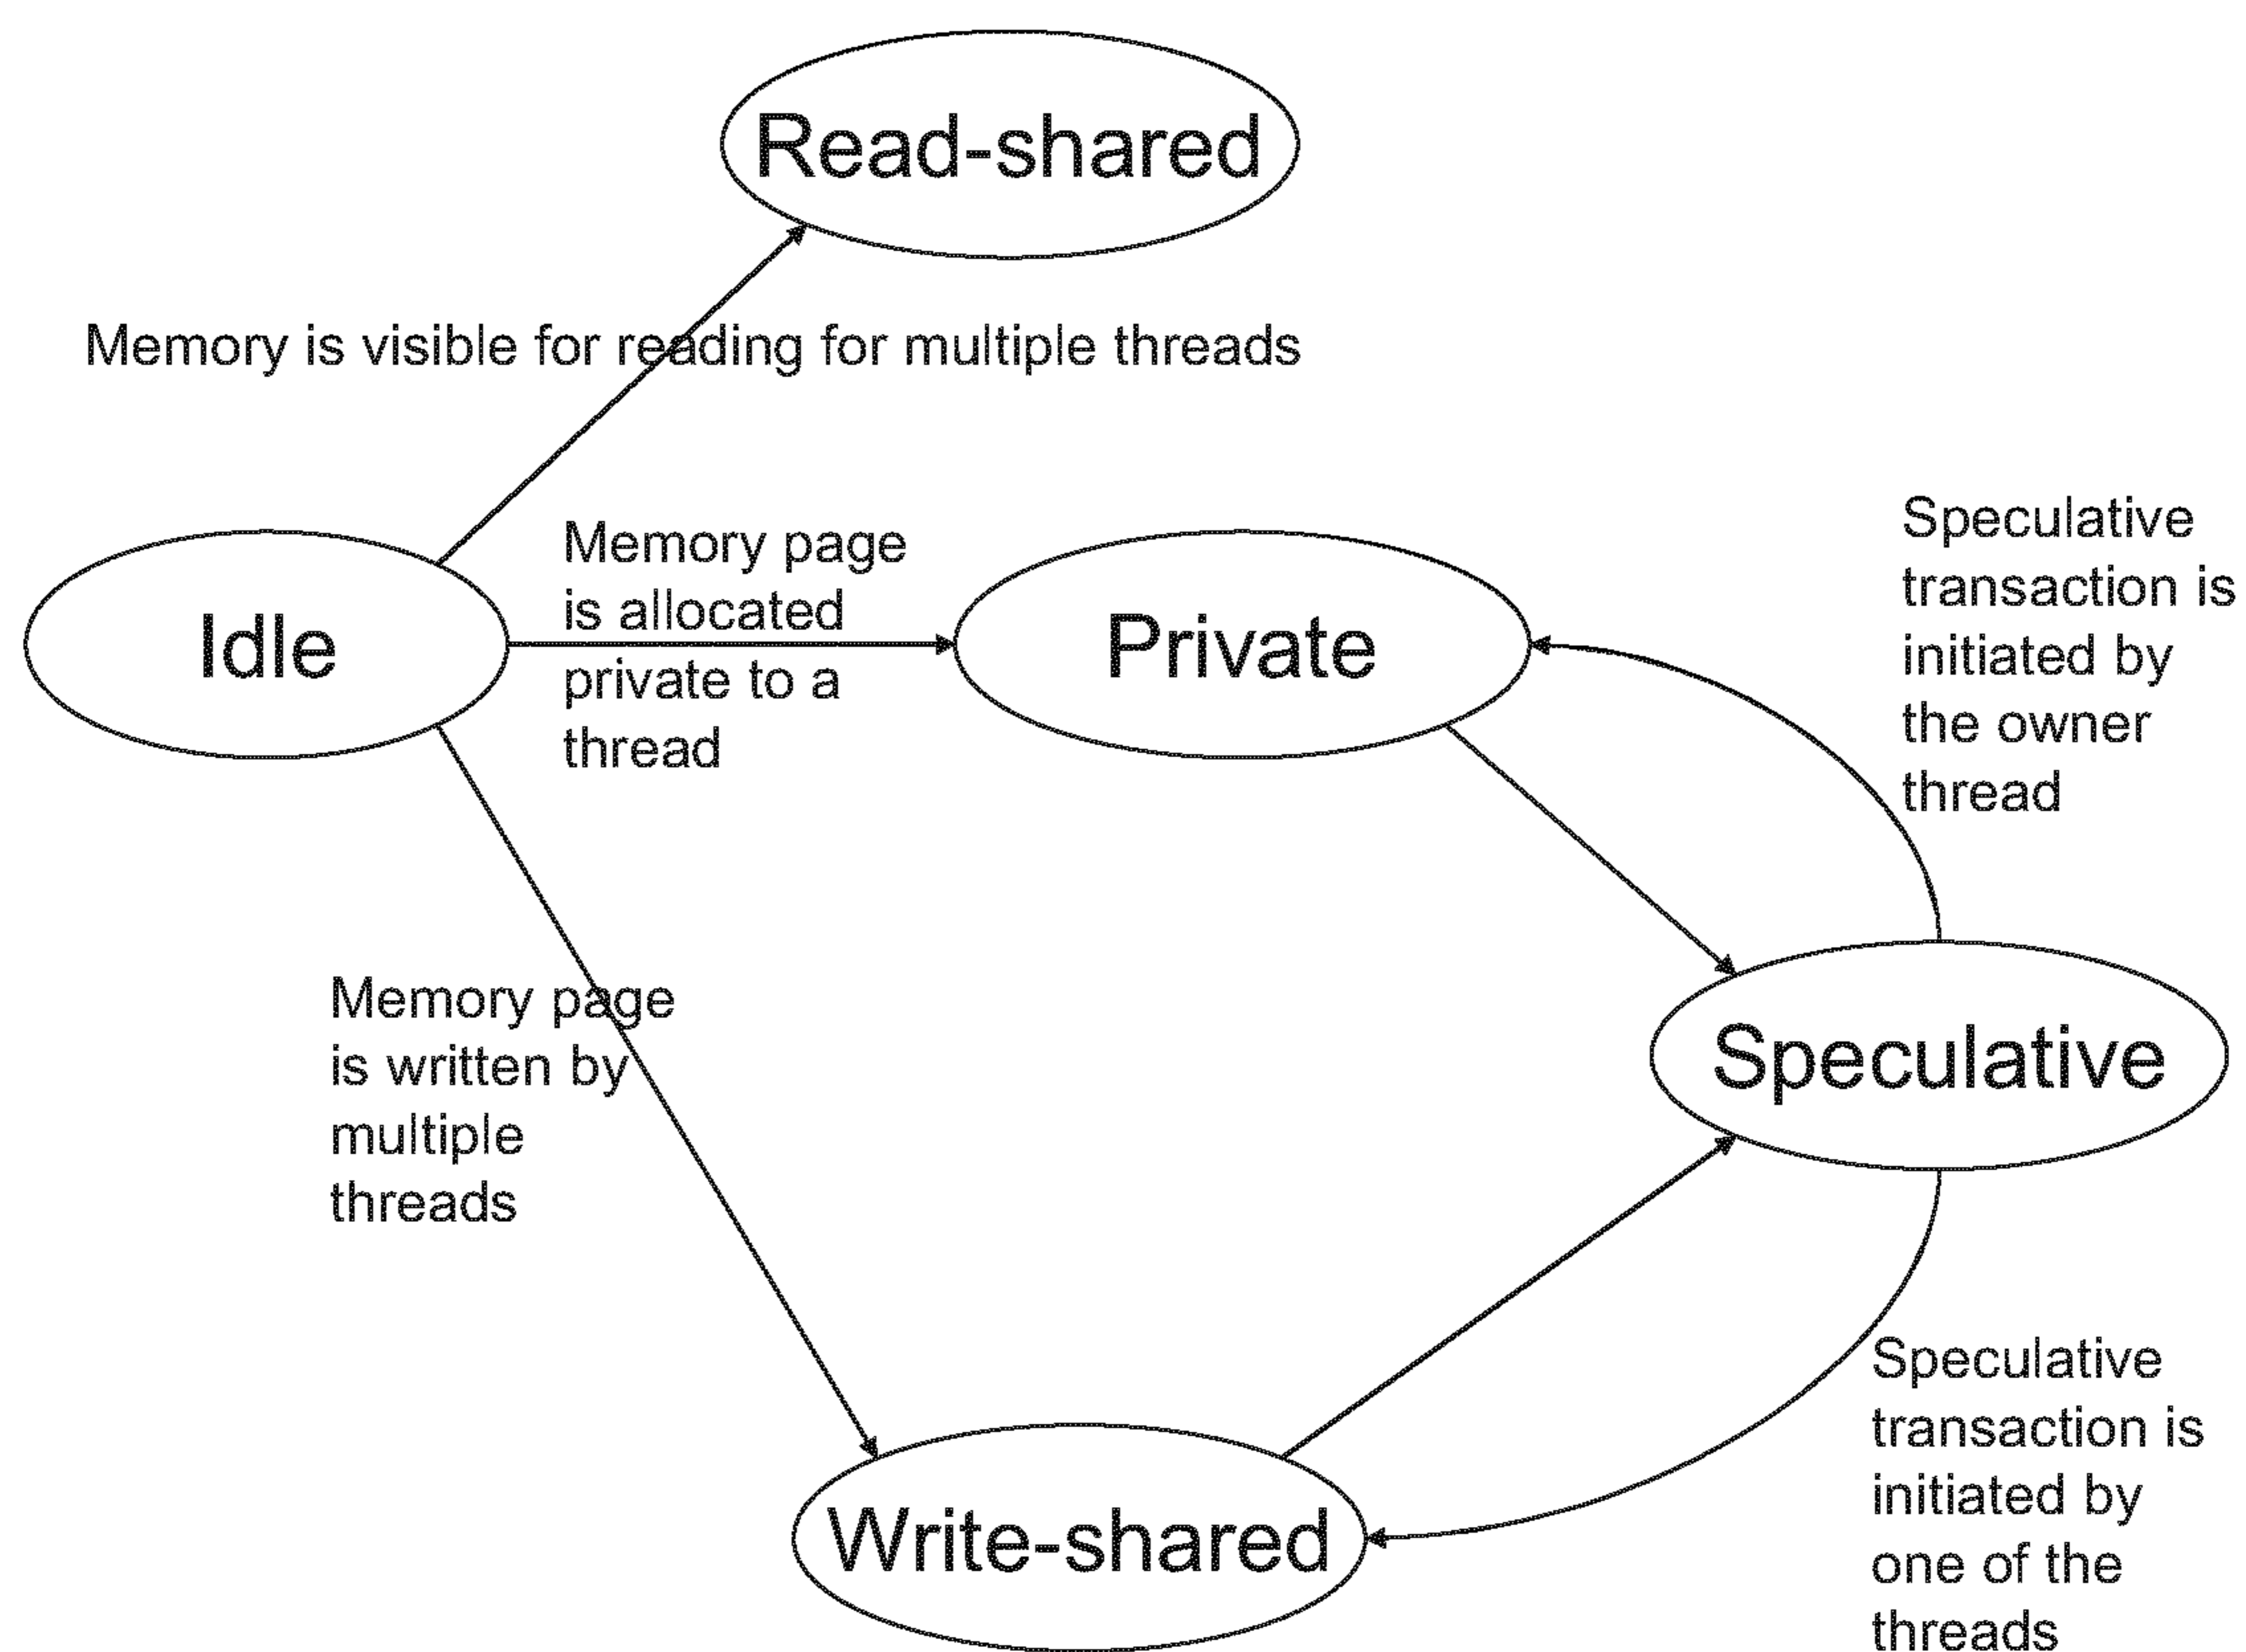 Read-shared
Memory is visible for reading for multiple threads
Idle
Memory page
is allocated
private to a
thread
Private
Speculative
transaction is
initiated by
the owner
thread
Memory page
is written by
multiple
threads
Speculative
Write-shared
Speculative
transaction is
initiated by
one of the
threads